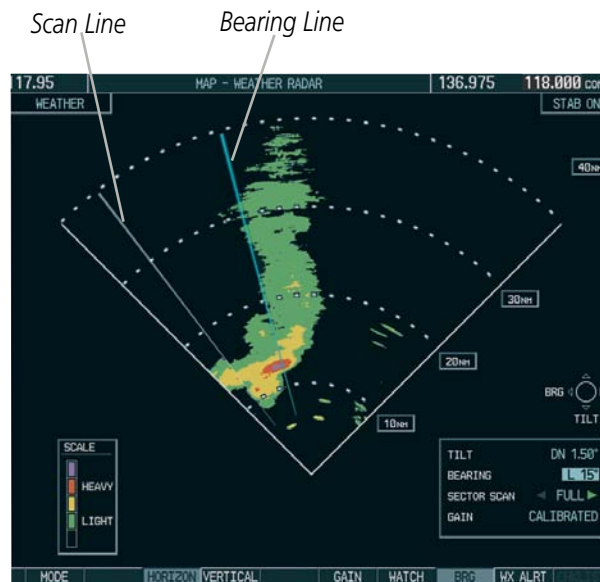 Scan Line
Bearing Line
17.95 MAP - WEATHER RADAR 136.975 118.000 COM
WEATHER
STAB ON
40NM
30NM
20NM
BRG
TILT
10NM
SCALE
HEAVY
LIGHT
TILT DN 1.50°
BEARING L 15°
SECTOR SCAN FULL
GAIN CALIBRATED
MODE HORIZON VERTICAL GAIN WATCH BRG WX ALRT